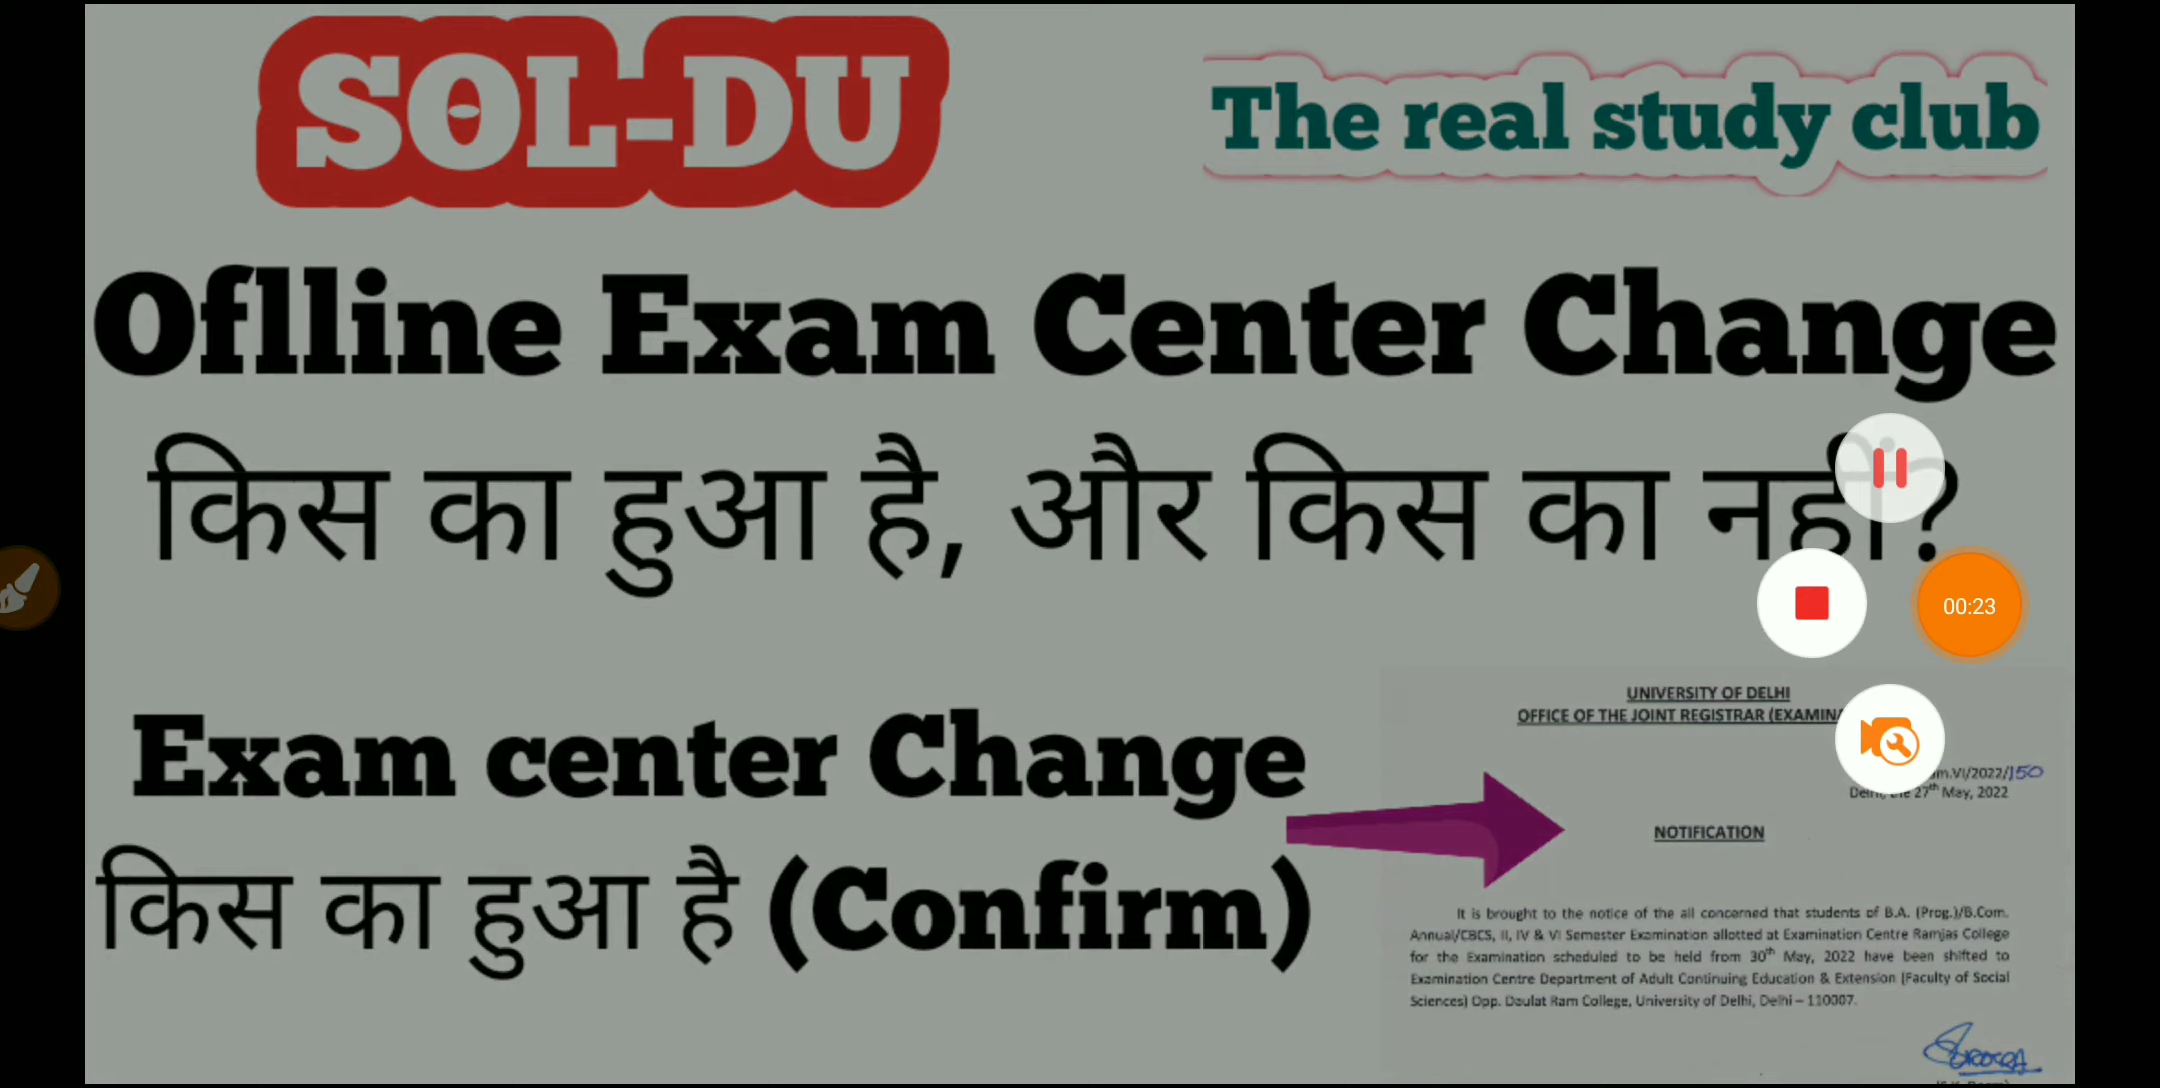 SOL-DU
The real study club
Oflline Exam Center Change
किस का हुआ है, और किस का नहीं?
00:23
Exam center Change
किस का हुआ है (Confirm)
UNIVERSITY OF DELHI
OFFICE OF THE JOINT REGISTRAR
m.VI/2022/150
27th May, 2022
NOTIFICATION
It is brought to the notice of the all concerned that students of B.A. (Prog.)/B.Com.
Annual/CBCS, II, IV & VI Semester Examination allotted at Examination Centre Ramjas College
for the Examination scheduled to be held from 30th May, 2022 have been shifted to
Examination Centre Department of Adult Continuing Education & Extension (Faculty of Social
Sciences) Opp. Daulat Ram College, University of Delhi, Delhi – 110007.